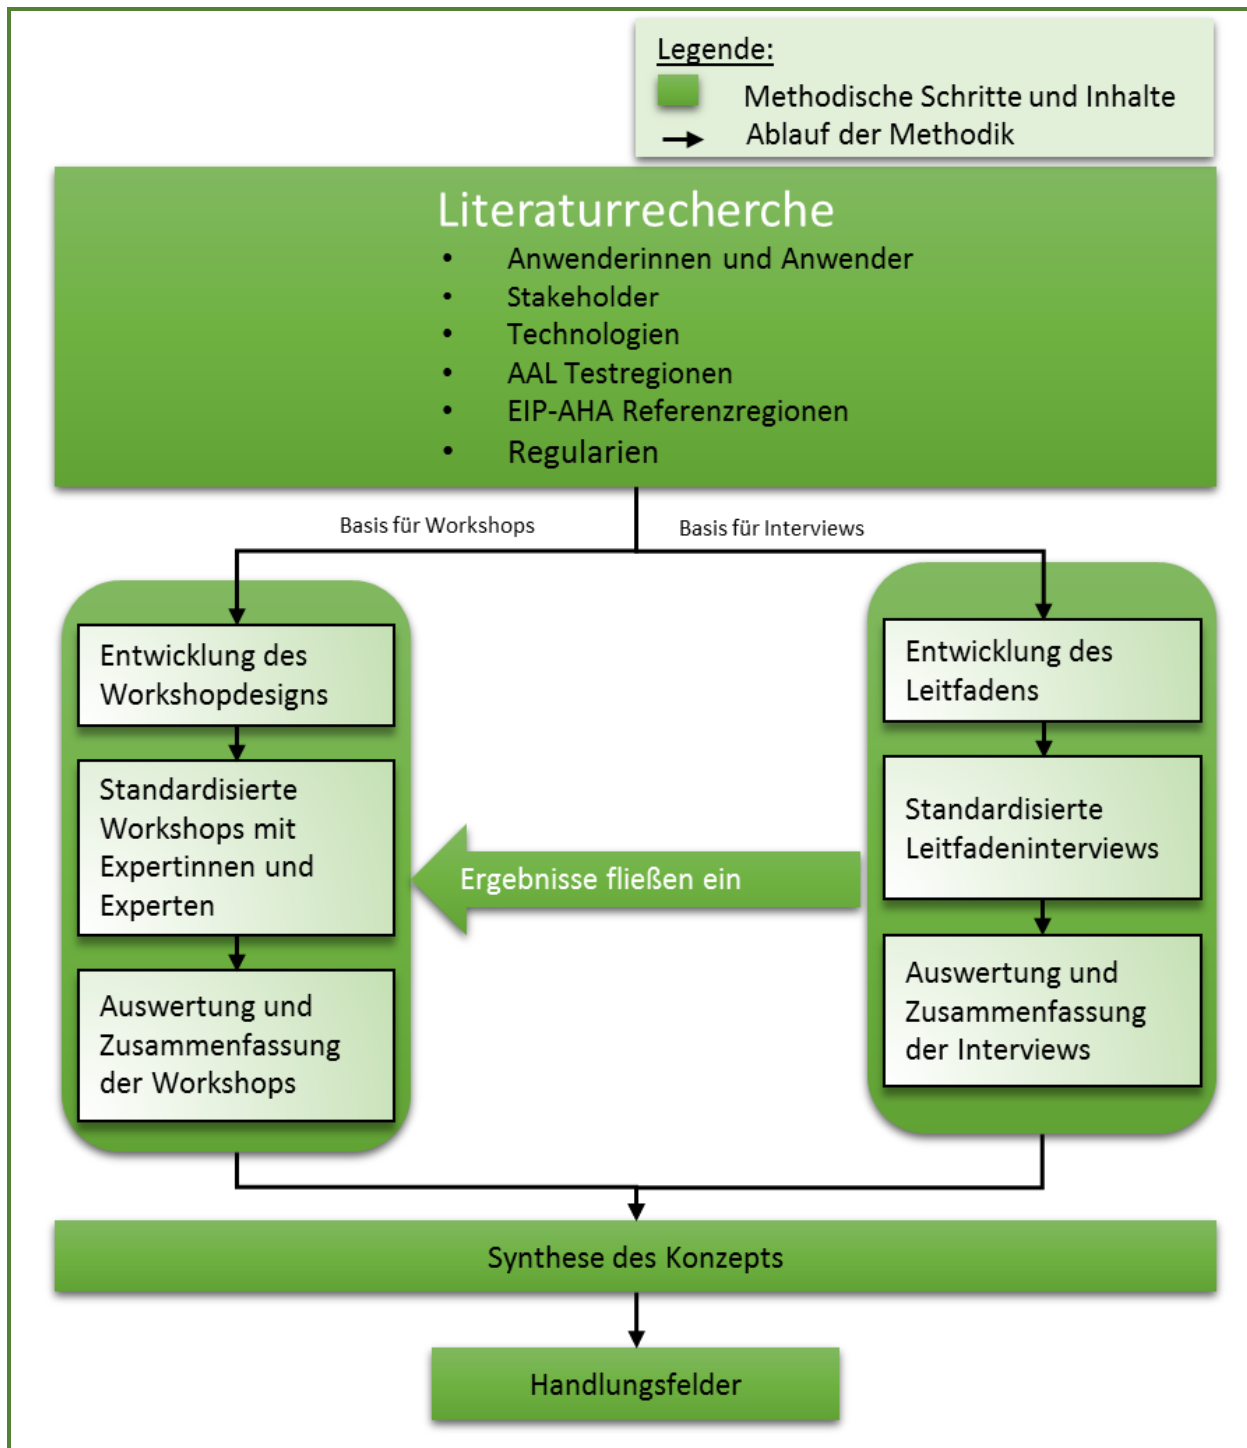 Legende:
Methodische Schritte und Inhalte
Ablauf der Methodik
Literaturrecherche
• Anwenderinnen und Anwender
• Stakeholder
• Technologien
• AAL Testregionen
• EIP-AHA Referenzregionen
• Regularien
Basis für Workshops
Basis für Interviews
Entwicklung des
Workshopdesigns
Standardisierte
Workshops mit
Expertinnen und
Experten
Auswertung und
Zusammenfassung
der Workshops
Ergebnisse fließen ein
Entwicklung des
Leitfadens
Standardisierte
Leitfadeninterviews
Auswertung und
Zusammenfassung
der Interviews
Synthese des Konzepts
Handlungsfelder